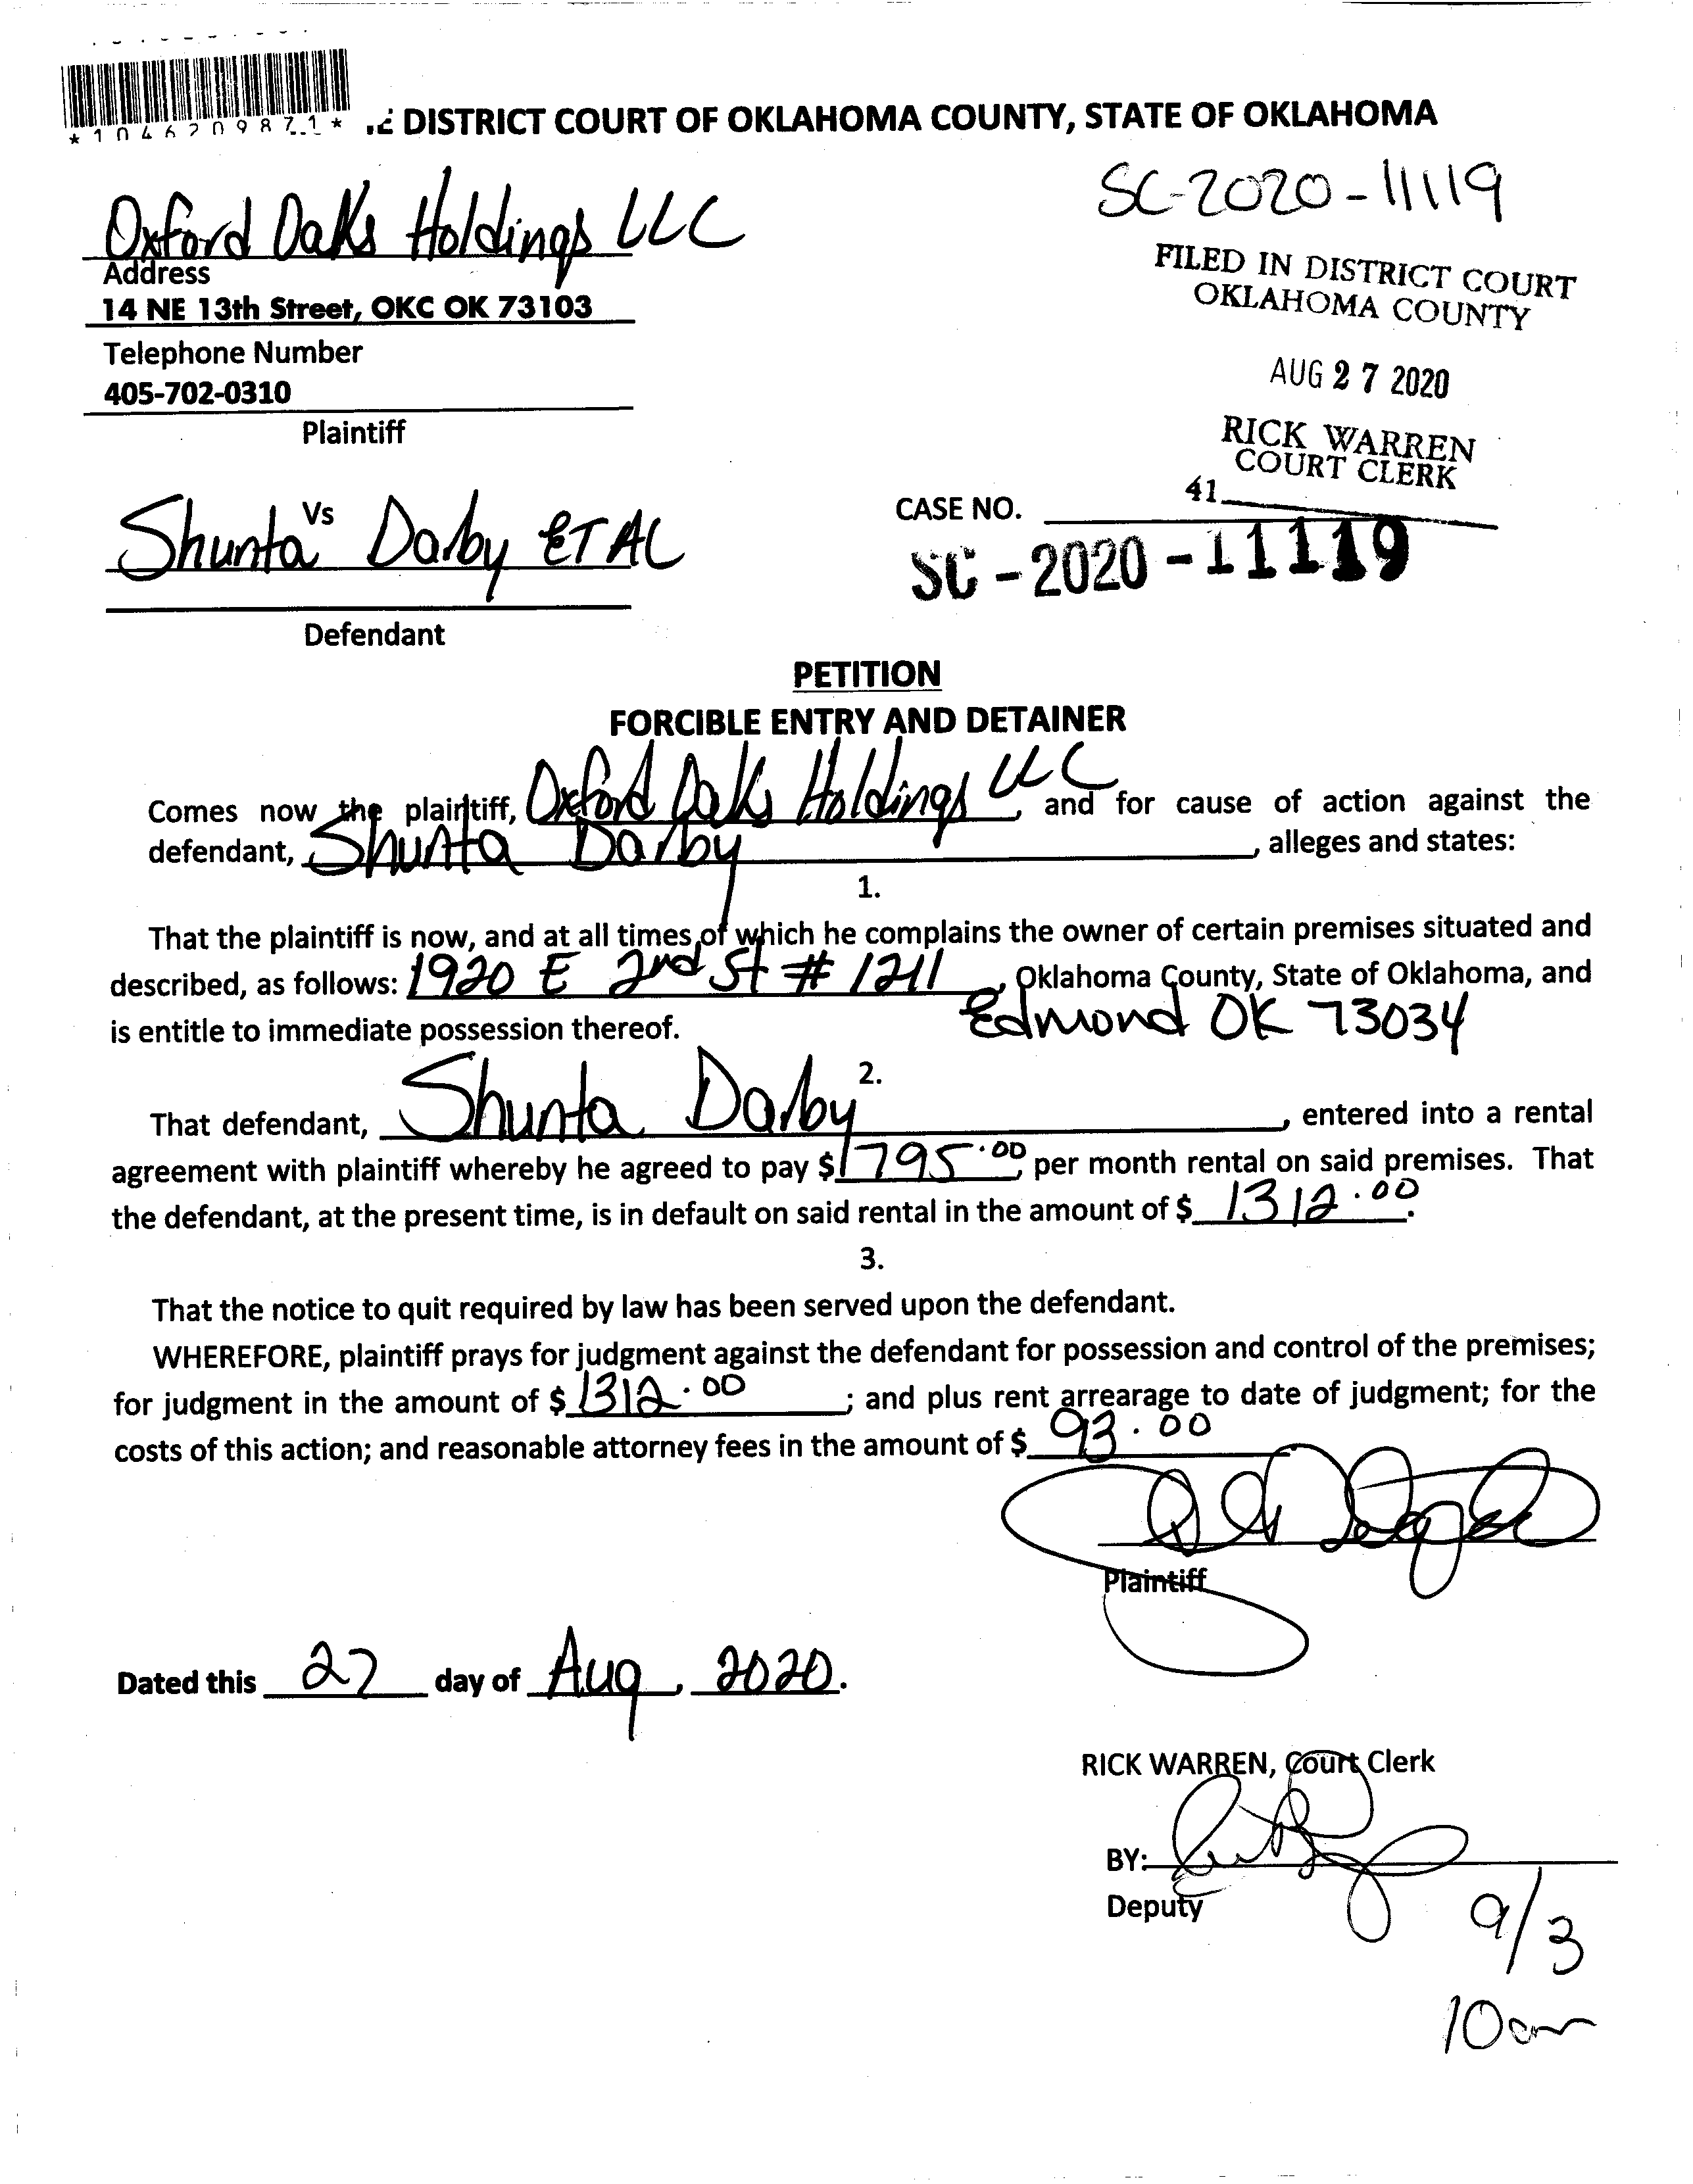 *1046209871*
DISTRICT COURT OF OKLAHOMA COUNTY, STATE OF OKLAHOMA
SC-2020-11119
Oxford Oaks Holdings LLC
Address
14 NE 13th Street, OKC OK 73103
Telephone Number
405-702-0310
Plaintiff
FILED IN DISTRICT COURT
OKLAHOMA COUNTY
AUG 27 2020
RICK WARREN
COURT CLERK
41
Vs
Shunta Darby ET AL
Defendant
CASE NO.
SC-2020-11119
PETITION
FORCIBLE ENTRY AND DETAINER
Comes now the plaintiff, Oxford Oaks Holdings LLC, and for cause of action against the
defendant, Shunta Darby, alleges and states:
1.
That the plaintiff is now, and at all times of which he complains the owner of certain premises situated and
described, as follows: 1920 E 2nd St # 1211, Oklahoma County, State of Oklahoma, and
is entitle to immediate possession thereof. Edmond OK 73034
2.
That defendant, Shunta Darby, entered into a rental
agreement with plaintiff whereby he agreed to pay $ 795.00 per month rental on said premises. That
the defendant, at the present time, is in default on said rental in the amount of $ 1312.00.
3.
That the notice to quit required by law has been served upon the defendant.
WHEREFORE, plaintiff prays for judgment against the defendant for possession and control of the premises;
for judgment in the amount of $ 1312.00; and plus rent arrearage to date of judgment; for the
costs of this action; and reasonable attorney fees in the amount of $ 93.00
Plaintiff
Dated this 27 day of Aug, 2020.
RICK WARREN, Court Clerk
BY:
Deputy
9/3
10am